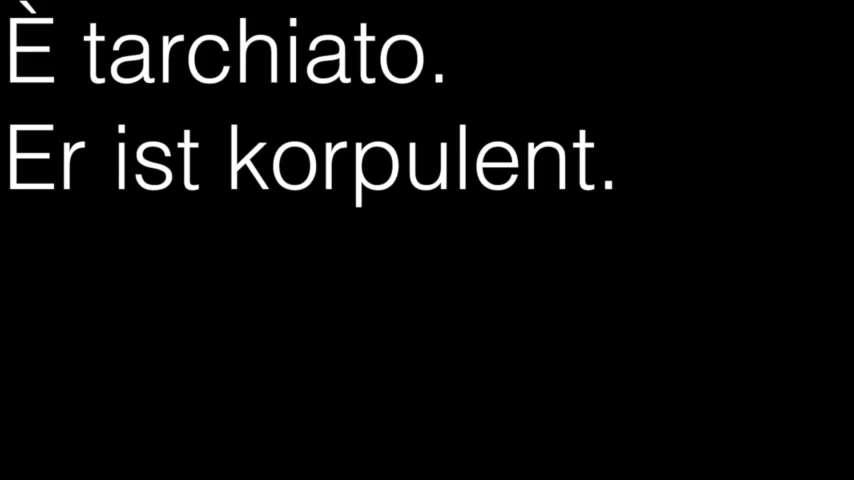 È tarchiato.
Er ist korpulent.